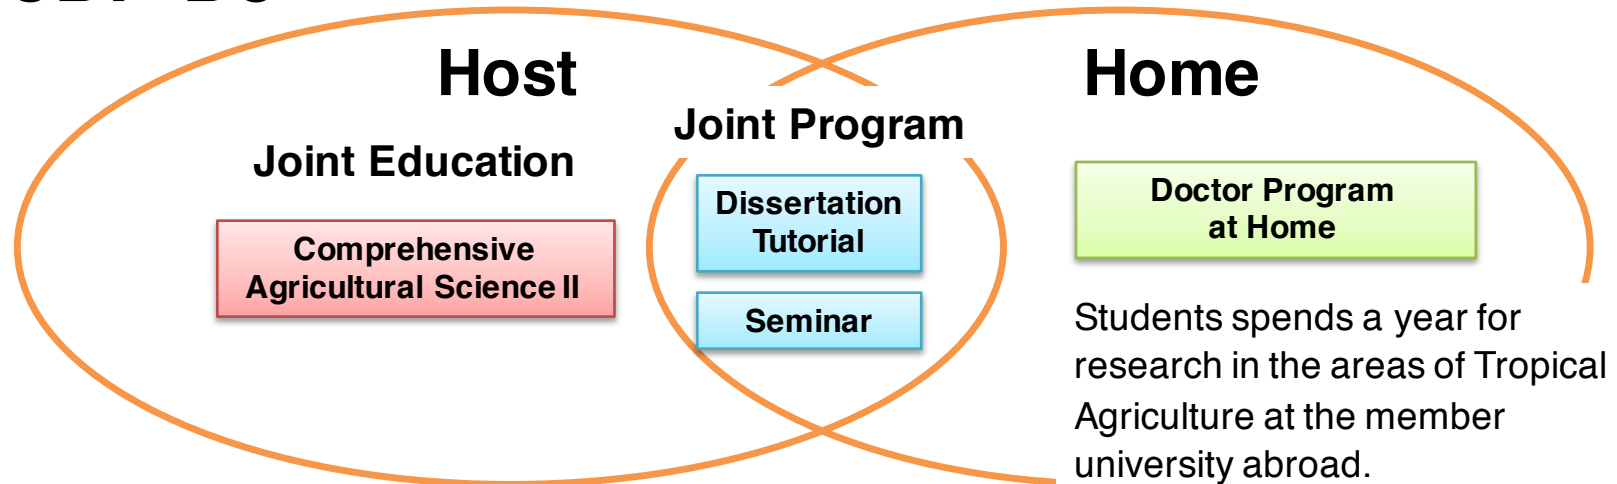 Host
Home
Joint Program
Joint Education
Dissertation
Tutorial
Doctor Program
at Home
Comprehensive
Agricultural Science II
Seminar
Students spends a year for
research in the areas of Tropical
Agriculture at the member
university abroad.